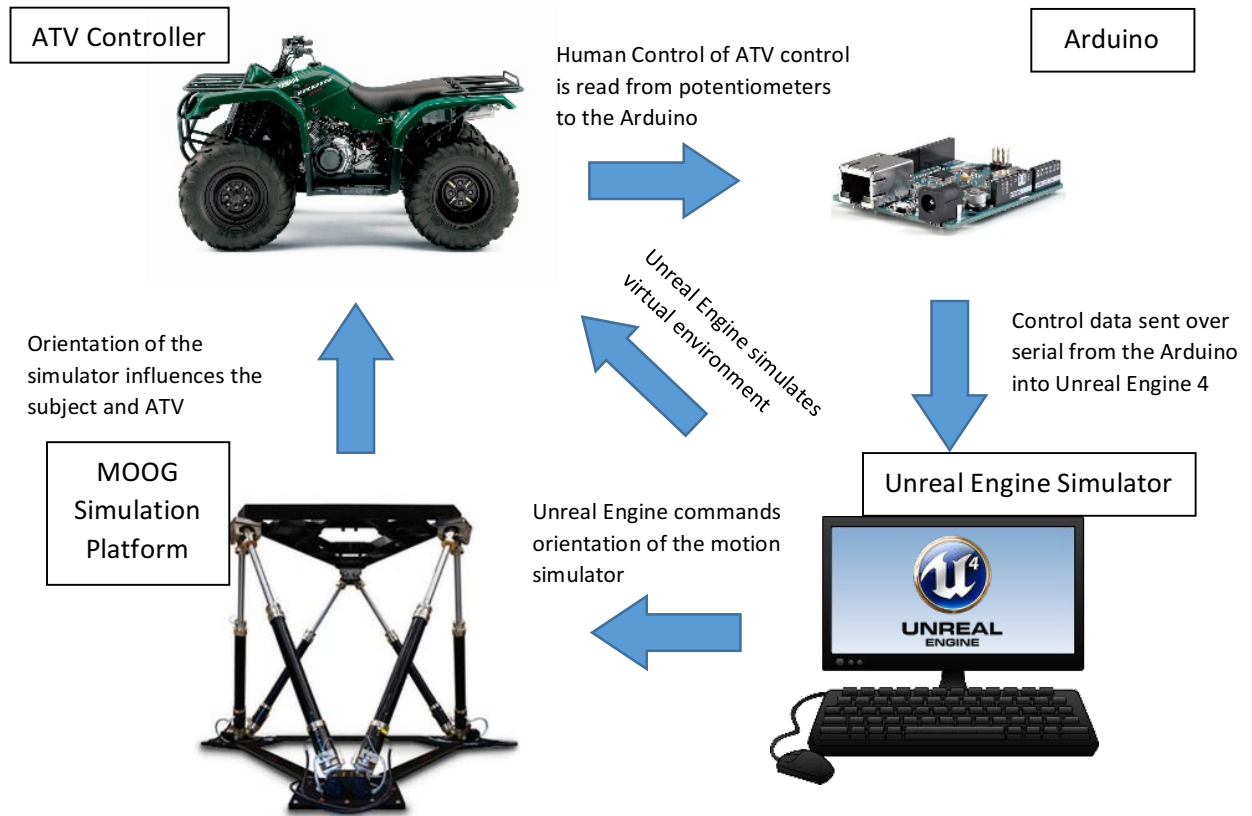 ATV Controller
Human Control of ATV control
is read from potentiometers
to the Arduino
Arduino
Unreal Engine simulates
virtual environment
Orientation of the
simulator influences the
subject and ATV
Control data sent over
serial from the Arduino
into Unreal Engine 4
MOOG
Simulation
Platform
Unreal Engine commands
orientation of the motion
simulator
Unreal Engine Simulator
4
UNREAL
ENGINE